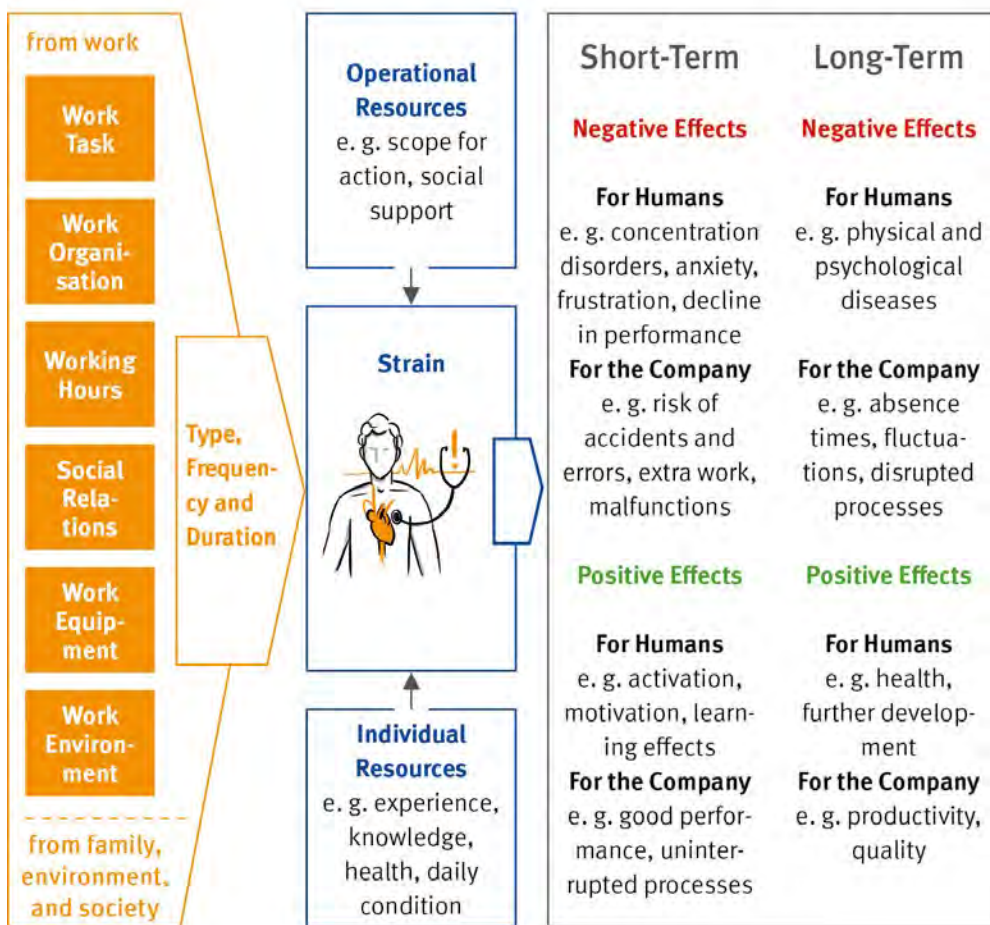 from work
Work
Task
Work
Organi-
sation
Working
Hours
Social
Rela-
tions
Work
Equip-
ment
Work
Environ-
ment
from family,
environment,
and society
Type,
Frequen-
cy and
Duration
Operational
Resources
e. g. scope for
action, social
support
Strain
Individual
Resources
e. g. experience,
knowledge,
health, daily
condition
Short-Term
Negative Effects
For Humans
e. g. concentration
disorders, anxiety,
frustration, decline
in performance
For the Company
e. g. risk of
accidents and
errors, extra work,
malfunctions
Positive Effects
For Humans
e. g. activation,
motivation, learn-
ing effects
For the Company
e. g. good perfor-
mance, uninter-
rupted processes
Long-Term
Negative Effects
For Humans
e. g. physical and
psychological
diseases
For the Company
e. g. absence
times, fluctua-
tions, disrupted
processes
Positive Effects
For Humans
e. g. health,
further develop-
ment
For the Company
e. g. productivity,
quality